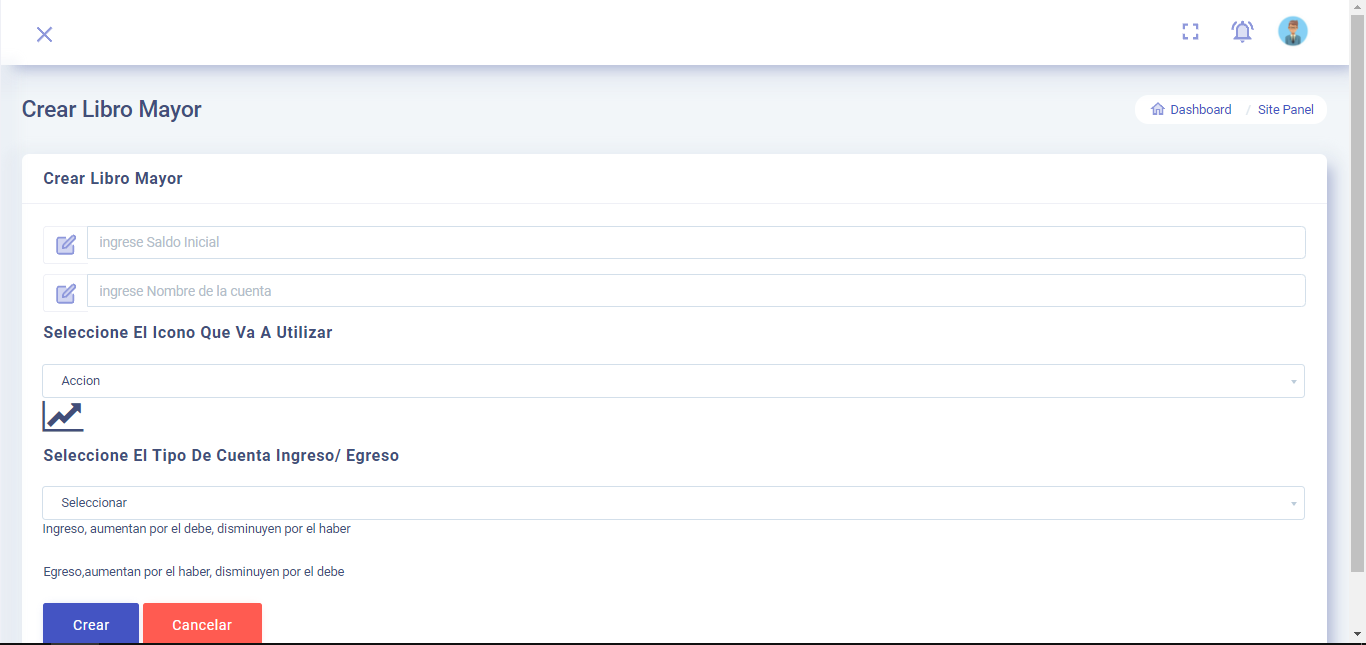 Crear Libro Mayor
Dashboard / Site Panel
Crear Libro Mayor
ingrese Saldo Inicial
ingrese Nombre de la cuenta
Seleccione El Icono Que Va A Utilizar
Accion
Seleccione El Tipo De Cuenta Ingreso/ Egreso
Seleccionar
Ingreso, aumentan por el debe, disminuyen por el haber
Egreso,aumentan por el haber, disminuyen por el debe
Crear Cancelar